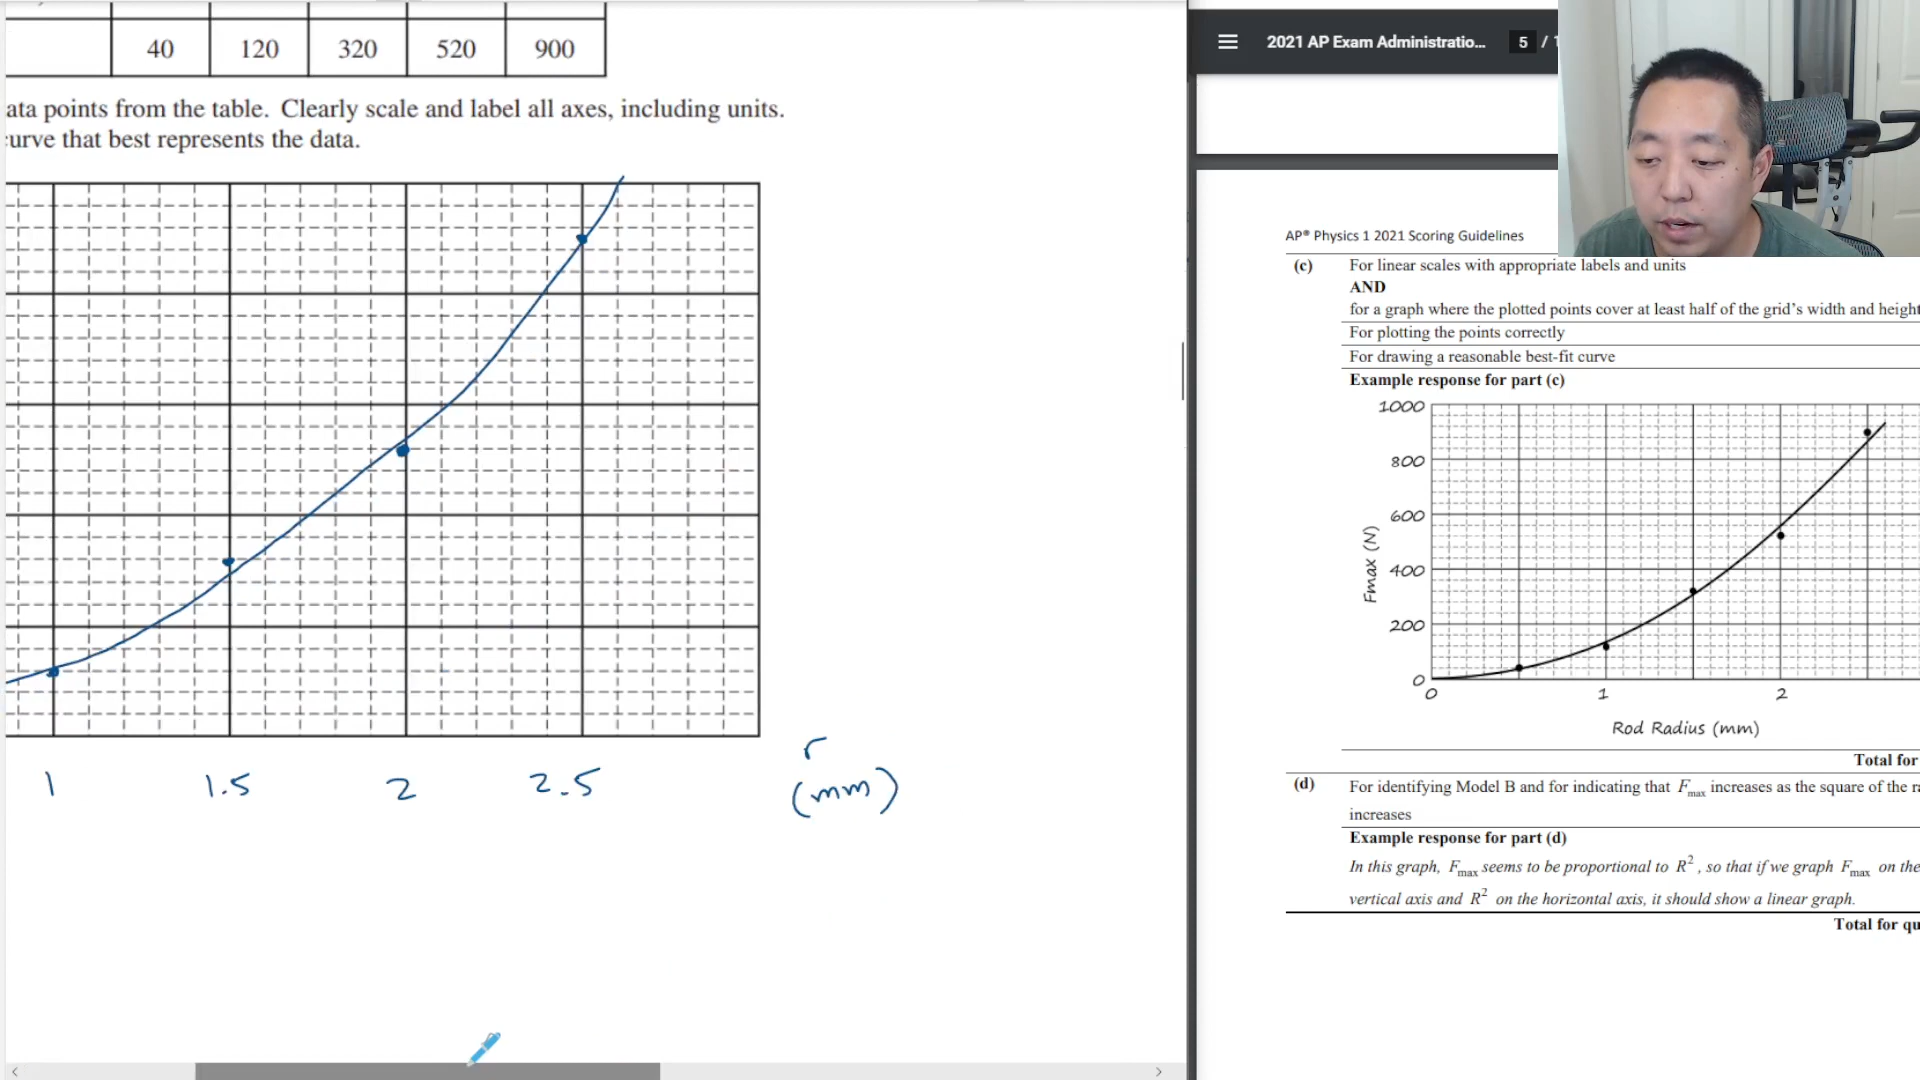 40 120 320 520 900
ata points from the table. Clearly scale and label all axes, including units.
urve that best represents the data.
1 1.5 2 2.5 r
(mm)
2021 AP Exam Administratio... 5 / 1
AP® Physics 1 2021 Scoring Guidelines
(c) For linear scales with appropriate labels and units
AND
for a graph where the plotted points cover at least half of the grid's width and height
For plotting the points correctly
For drawing a reasonable best-fit curve
Example response for part (c)
1000
800
600
400
200
0
Fmax (N)
0 1 2
Rod Radius (mm)
Total for
(d) For identifying Model B and for indicating that Fmax increases as the square of the ra
increases
Example response for part (d)
In this graph, Fmax seems to be proportional to R², so that if we graph Fmax on the
vertical axis and R² on the horizontal axis, it should show a linear graph.
Total for qu